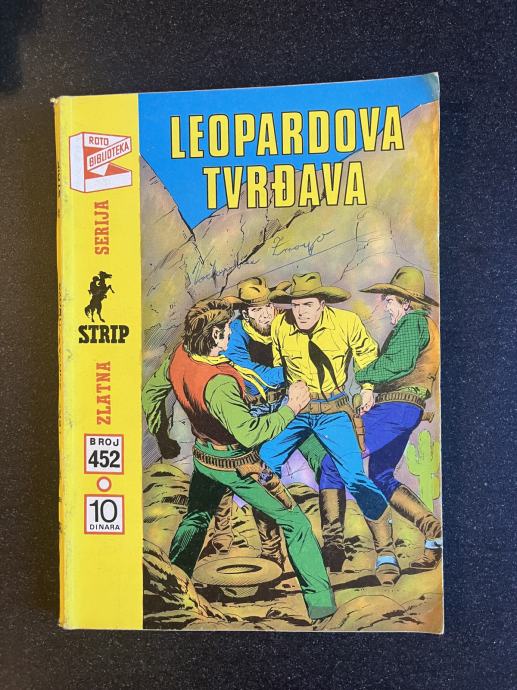 LEOPARDOVA
TVRĐAVA
ROTO
BIBLIOTEKA
ZLATNA STRIP SERIJA
BROJ
452
10
DINARA